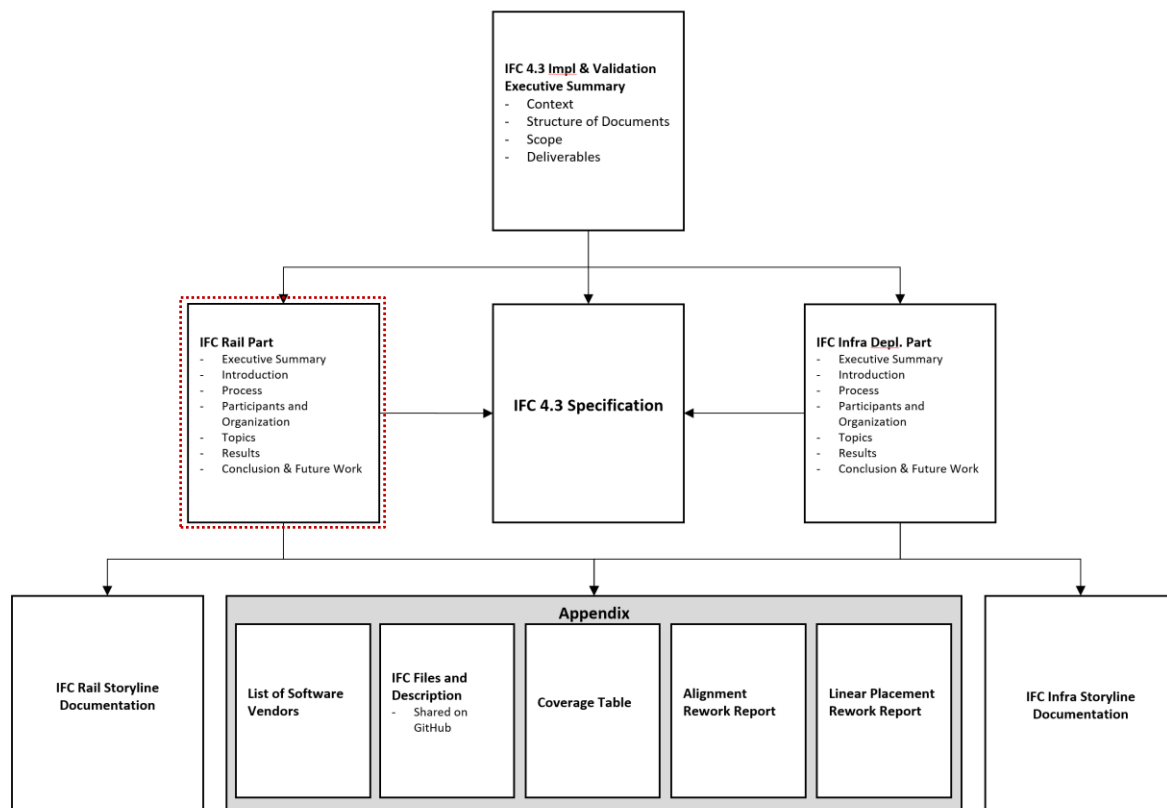 IFC 4.3 Impl & Validation
Executive Summary
- Context
- Structure of Documents
- Scope
- Deliverables
IFC Rail Part
- Executive Summary
- Introduction
- Process
- Participants and
Organization
- Topics
- Results
- Conclusion & Future Work
IFC 4.3 Specification
IFC Infra Depl. Part
- Executive Summary
- Introduction
- Process
- Participants and
Organization
- Topics
- Results
- Conclusion & Future Work
IFC Rail Storyline
Documentation
Appendix
List of Software
Vendors
IFC Files and
Description
- Shared on
GitHub
Coverage Table
Alignment
Rework Report
Linear Placement
Rework Report
IFC Infra Storyline
Documentation